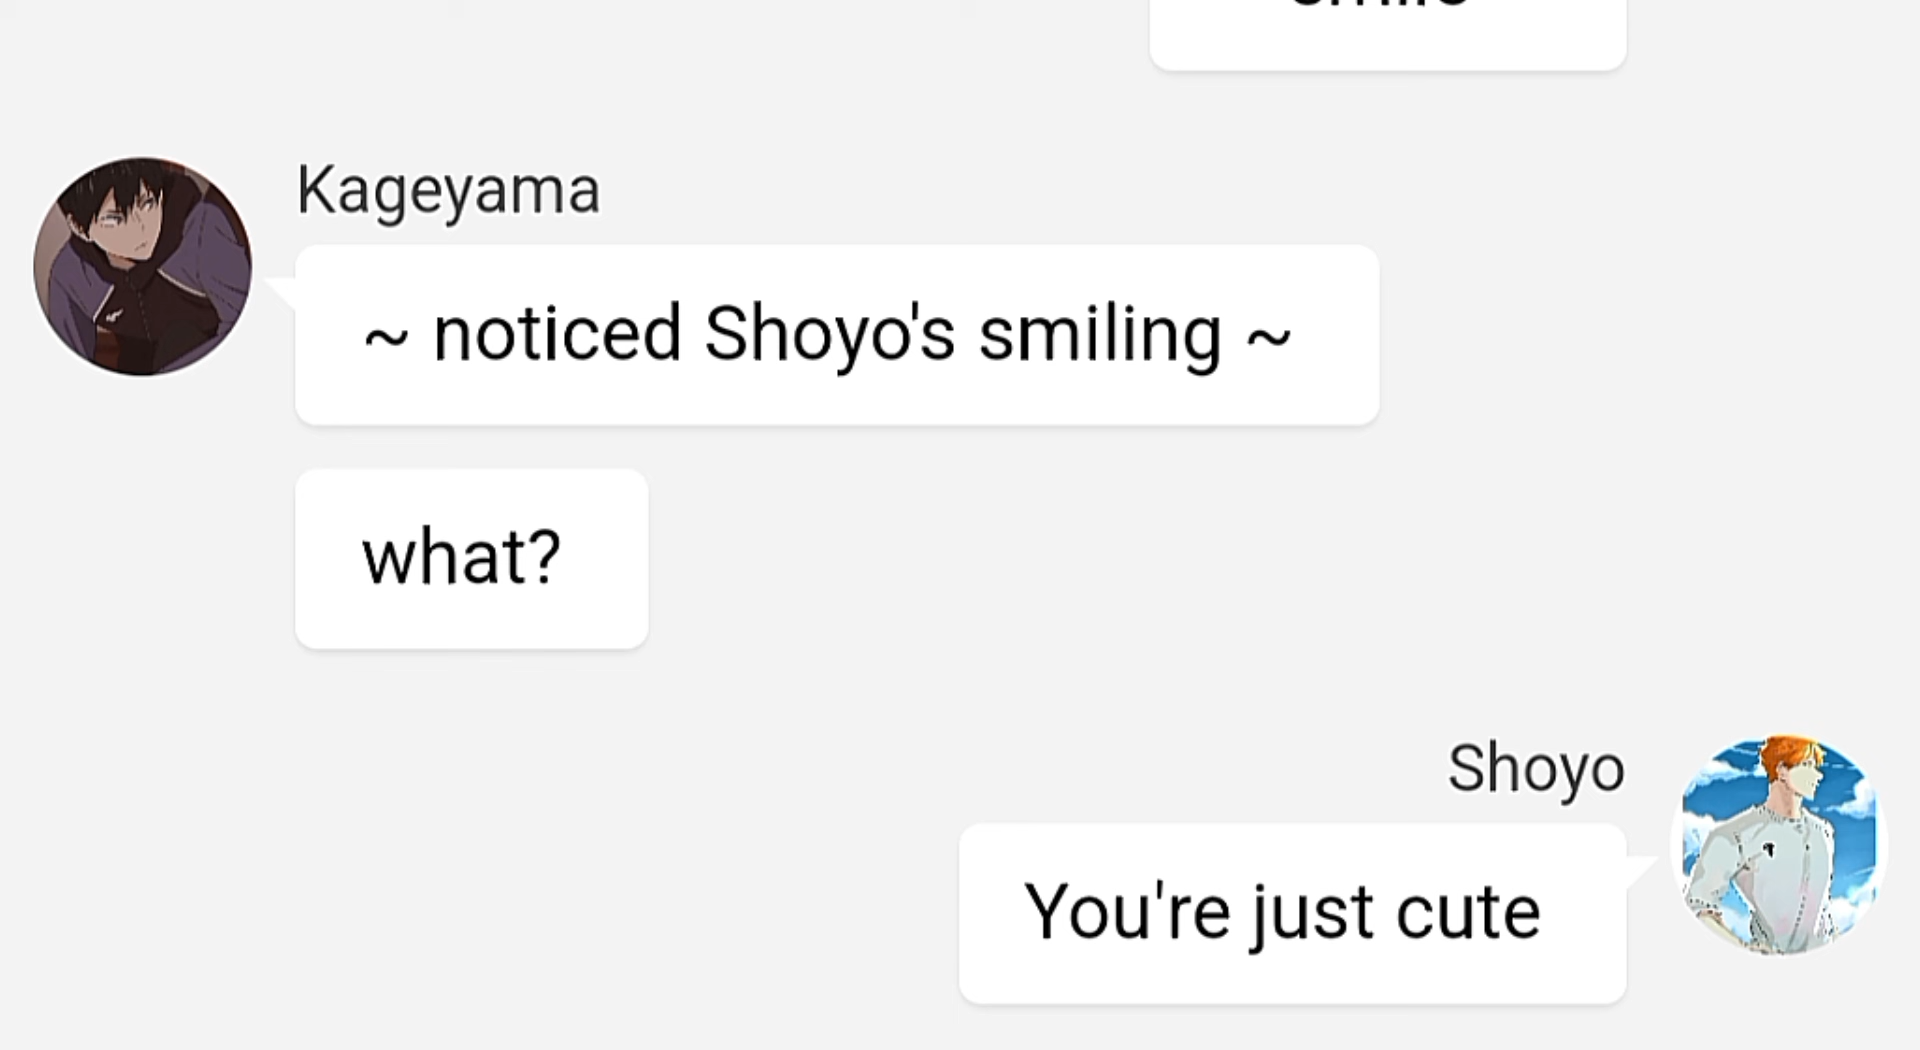 Kageyama
~ noticed Shoyo's smiling ~
what?
Shoyo
You're just cute